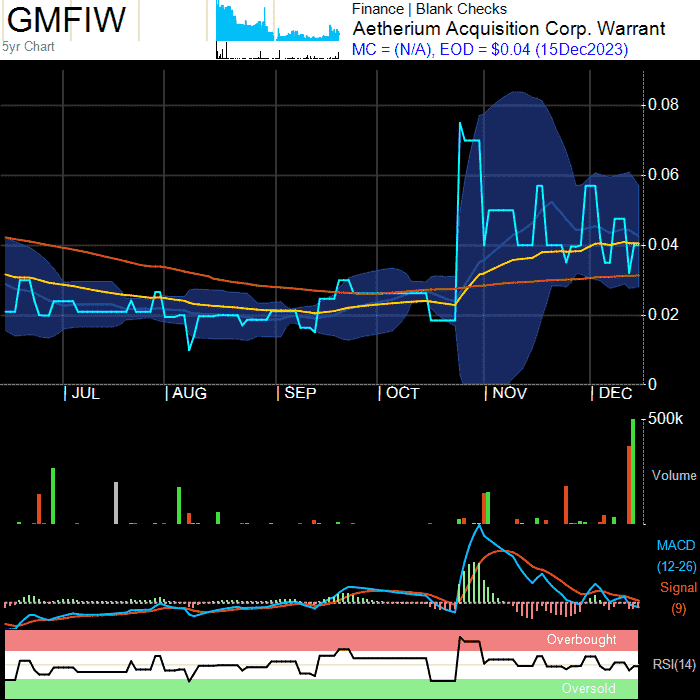 GMFIW
5yr Chart
Finance | Blank Checks
Aetherium Acquisition Corp. Warrant
MC = (N/A), EOD = $0.04 (15Dec2023)
0.08
0.06
0.04
0.02
0
JUL
AUG
SEP
OCT
NOV
DEC
500k
Volume
MACD
(12-26)
Signal
(9)
Overbought
RSI(14)
Oversold